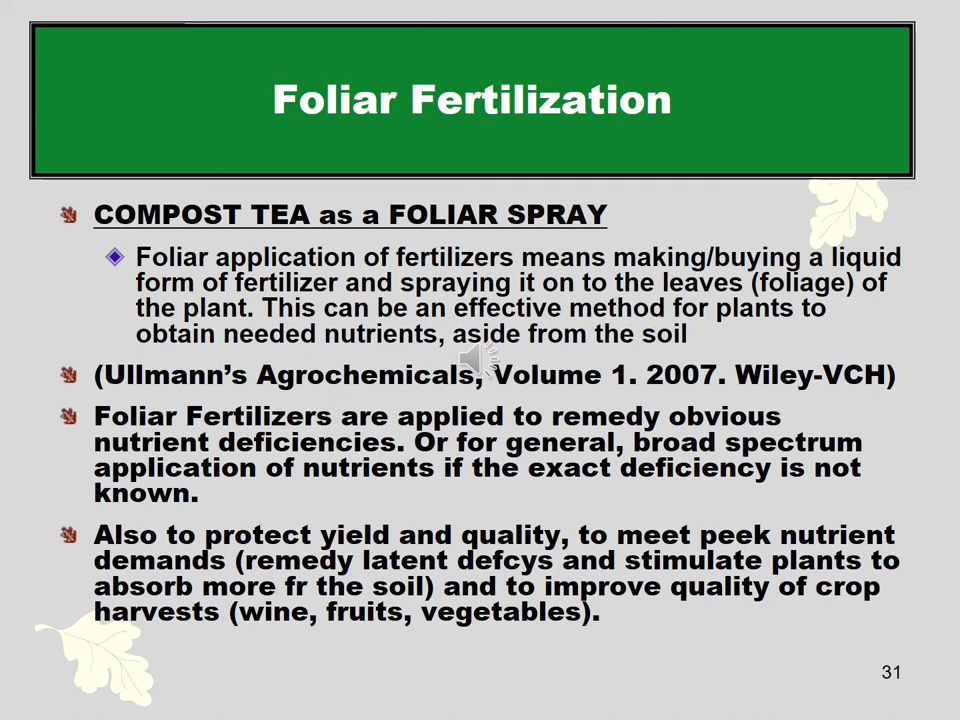 Foliar Fertilization
COMPOST TEA as a FOLIAR SPRAY
Foliar application of fertilizers means making/buying a liquid
form of fertilizer and spraying it on to the leaves (foliage) of
the plant. This can be an effective method for plants to
obtain needed nutrients, aside from the soil
(Ullmann’s Agrochemicals, Volume 1. 2007. Wiley-VCH)
Foliar Fertilizers are applied to remedy obvious
nutrient deficiencies. Or for general, broad spectrum
application of nutrients if the exact deficiency is not
known.
Also to protect yield and quality, to meet peek nutrient
demands (remedy latent defcys and stimulate plants to
absorb more fr the soil) and to improve quality of crop
harvests (wine, fruits, vegetables).
31